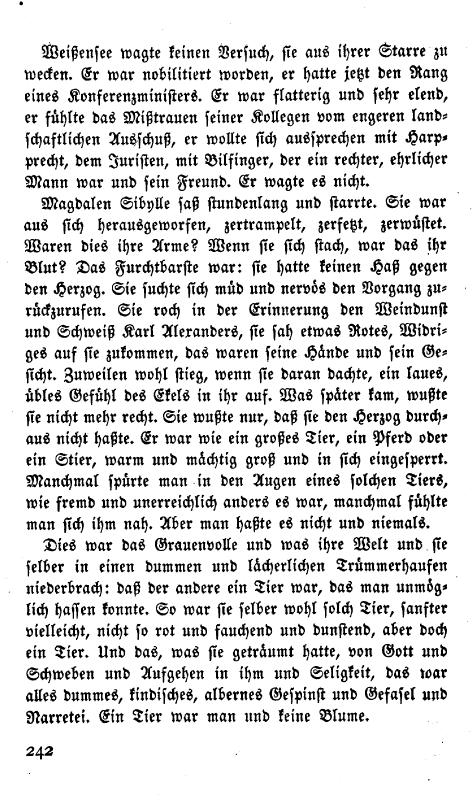 Weißensee wagte keinen Versuch, sie aus ihrer Starre zu
wecken. Er war nobilitiert worden, er hatte jetzt den Rang
eines Konferenzministers. Er war flatterig und sehr elend,
er fühlte das Mißtrauen seiner Kollegen vom engeren land-
schaftlichen Ausschuß, er wollte sich aussprechen mit Harp-
precht, dem Juristen, mit Bilfinger, der ein rechter, ehrlicher
Mann war und sein Freund. Er wagte es nicht.
Magdalen Sibylle saß stundenlang und starrte. Sie war
aus sich herausgeworfen, zertrampelt, zerfetzt, zerwüstet.
Waren dies ihre Arme? Wenn sie sich stach, war das ihr
Blut? Das Furchtbarste war: sie hatte keinen Haß gegen
den Herzog. Sie suchte sich müd und nervös den Vorgang zu-
rückzurufen. Sie roch in der Erinnerung den Weindunst
und Schweiß Karl Alexanders, sie sah etwas Rotes, Widri-
ges auf sie zukommen, das waren seine Hände und sein Ge-
sicht. Zuweilen wohl stieg, wenn sie daran dachte, ein laues,
übles Gefühl des Ekels in ihr auf. Was später kam, wußte
sie nicht mehr recht. Sie wußte nur, daß sie den Herzog durch-
aus nicht haßte. Er war wie ein großes Tier, ein Pferd oder
ein Stier, warm und mächtig groß und in sich eingesperrt.
Manchmal spürte man in den Augen eines solchen Tiers,
wie fremd und unerreichlich anders es war, manchmal fühlte
man sich ihm nah. Aber man haßte es nicht und niemals.
Dies war das Grauenvolle und was ihre Welt und sie
selber in einen dummen und lächerlichen Trümmerhaufen
niederbrach: daß der andere ein Tier war, das man unmög-
lich hassen konnte. So war sie selber wohl solch Tier, sanfter
vielleicht, nicht so rot und fauchend und dunstend, aber doch
ein Tier. Und das, was sie geträumt hatte, von Gott und
Schweben und Aufgehen in ihm und Seligkeit, das war
alles dummes, kindisches, albernes Gespinst und Gefasel und
Narretei. Ein Tier war man und keine Blume.
242